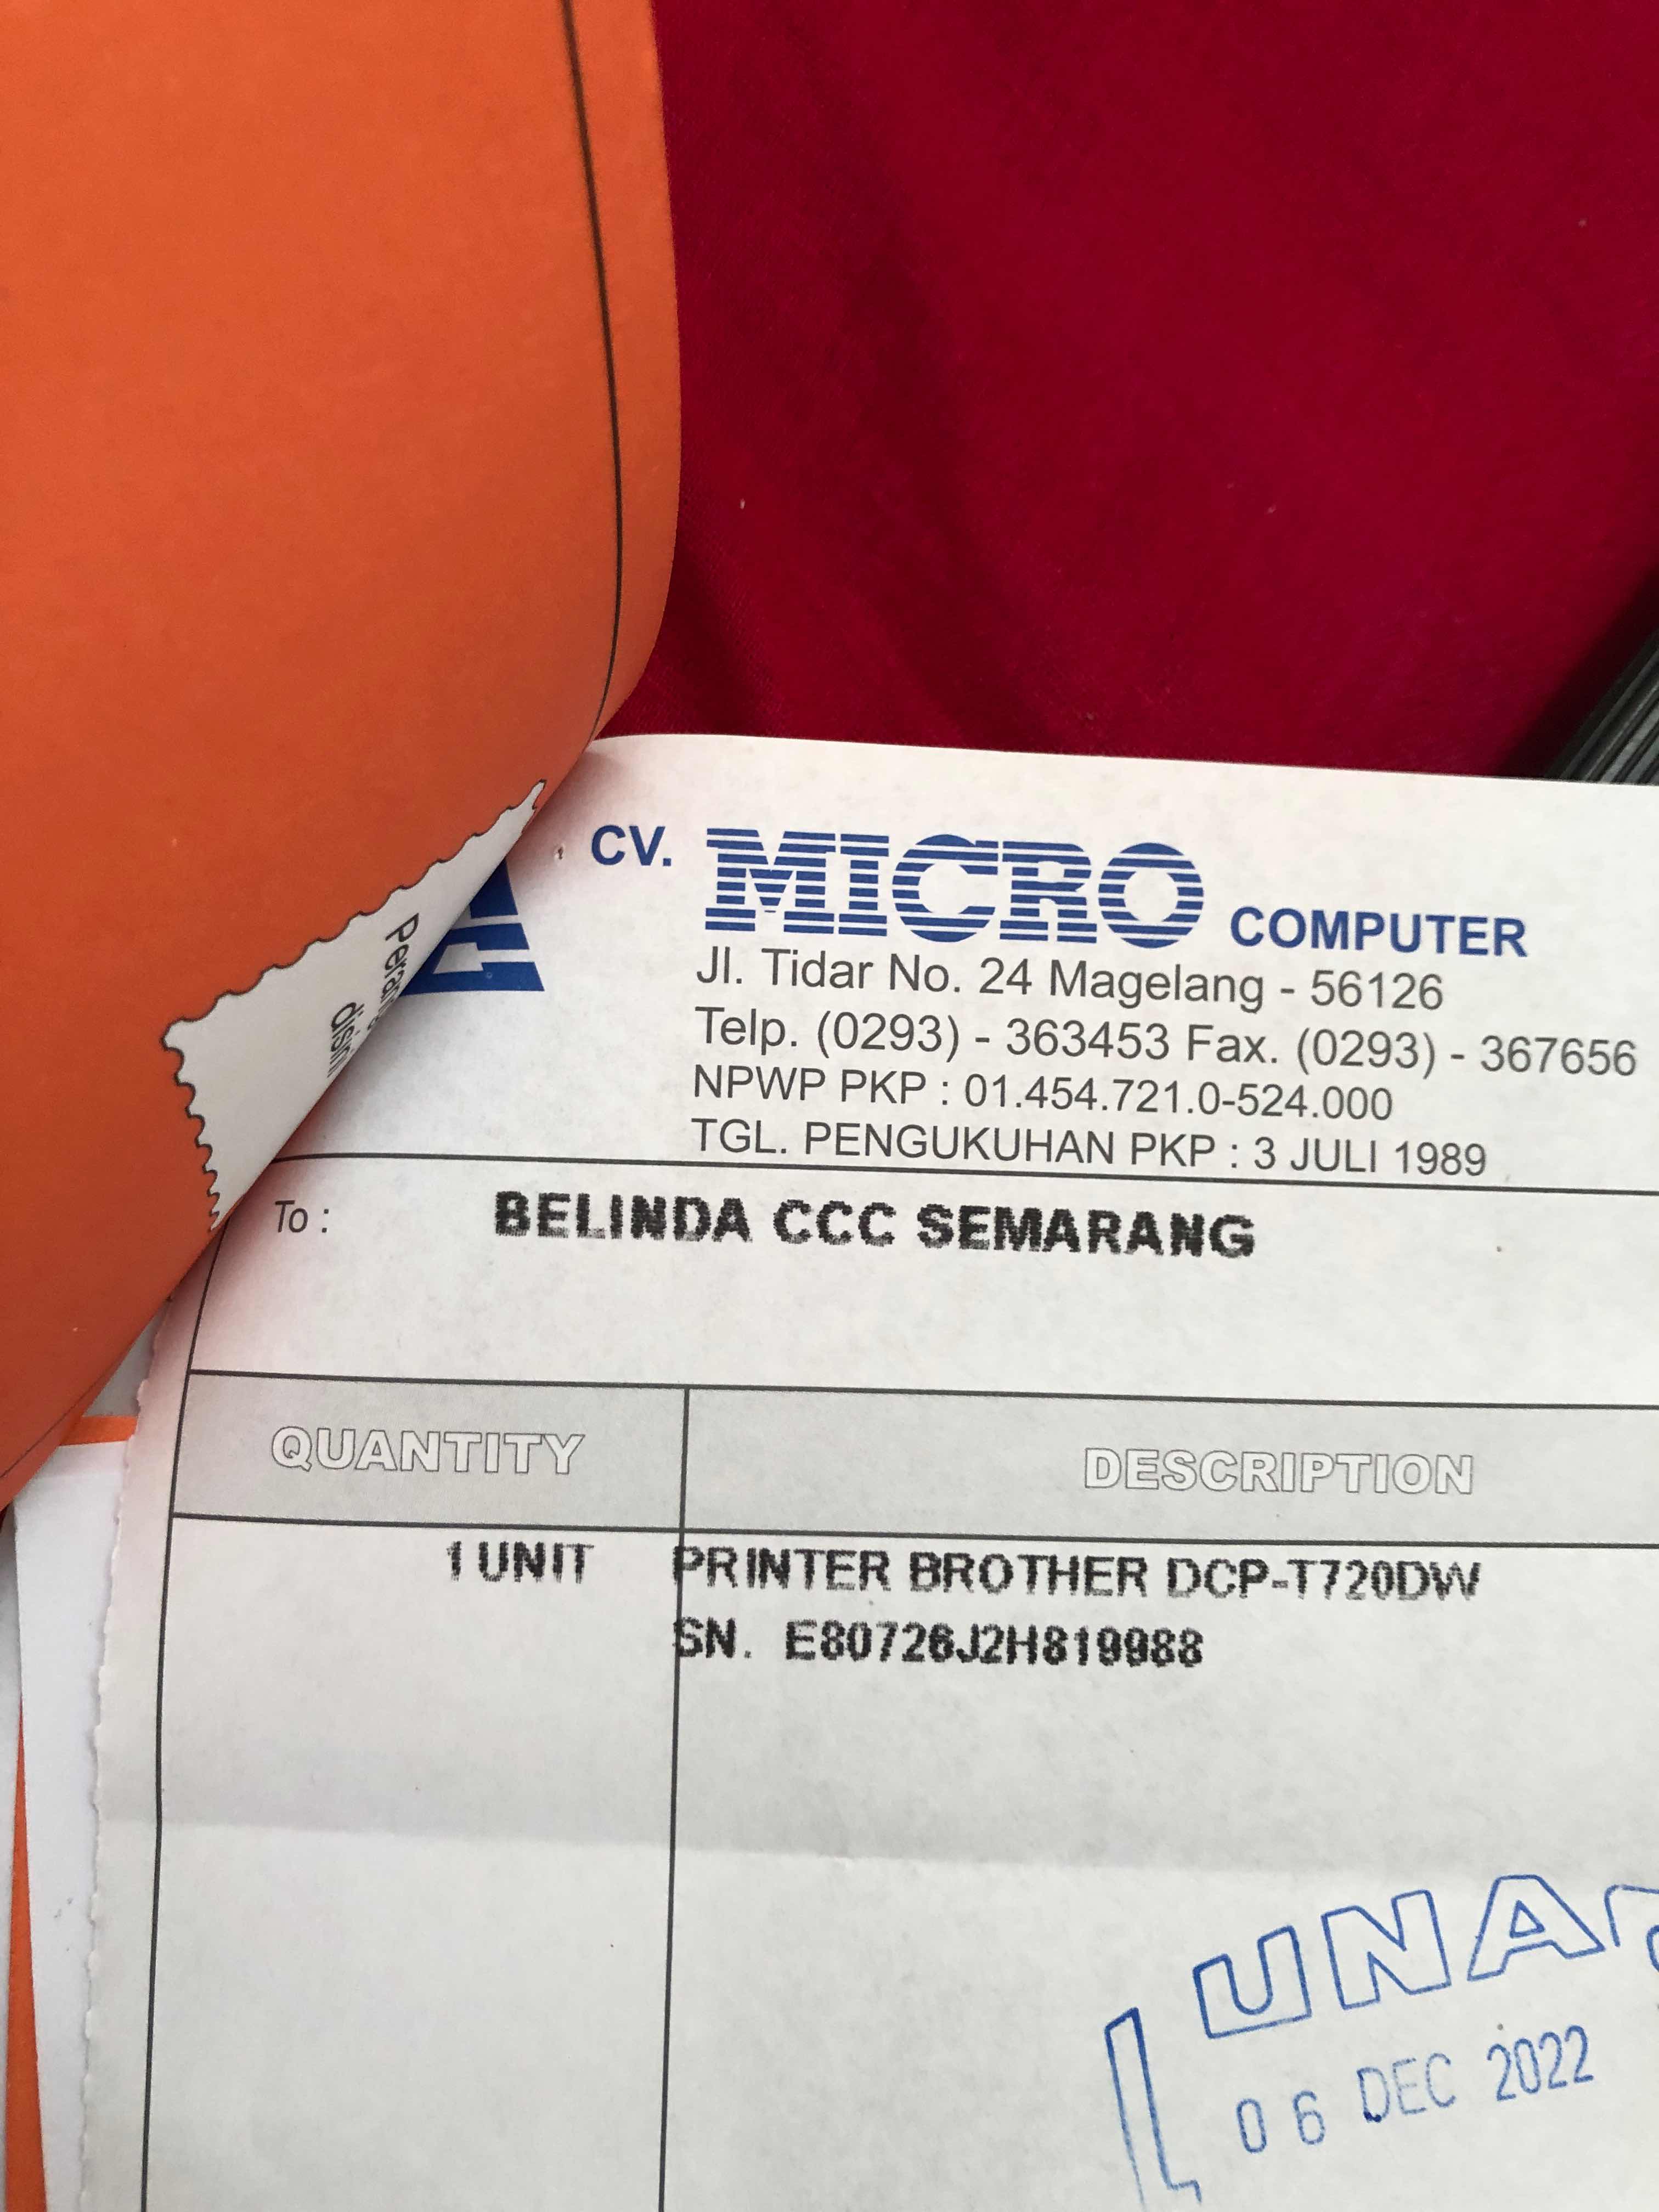 CV. MICRO COMPUTER
Jl. Tidar No. 24 Magelang - 56126
Telp. (0293) - 363453 Fax. (0293) - 367656
NPWP PKP : 01.454.721.0-524.000
TGL. PENGUKUHAN PKP : 3 JULI 1989
disini
To : BELINDA CCC SEMARANG
QUANTITY DESCRIPTION
1 UNIT PRINTER BROTHER DCP-T720DW
SN. E80726J2H819988
LUNA
06 DEC 2022